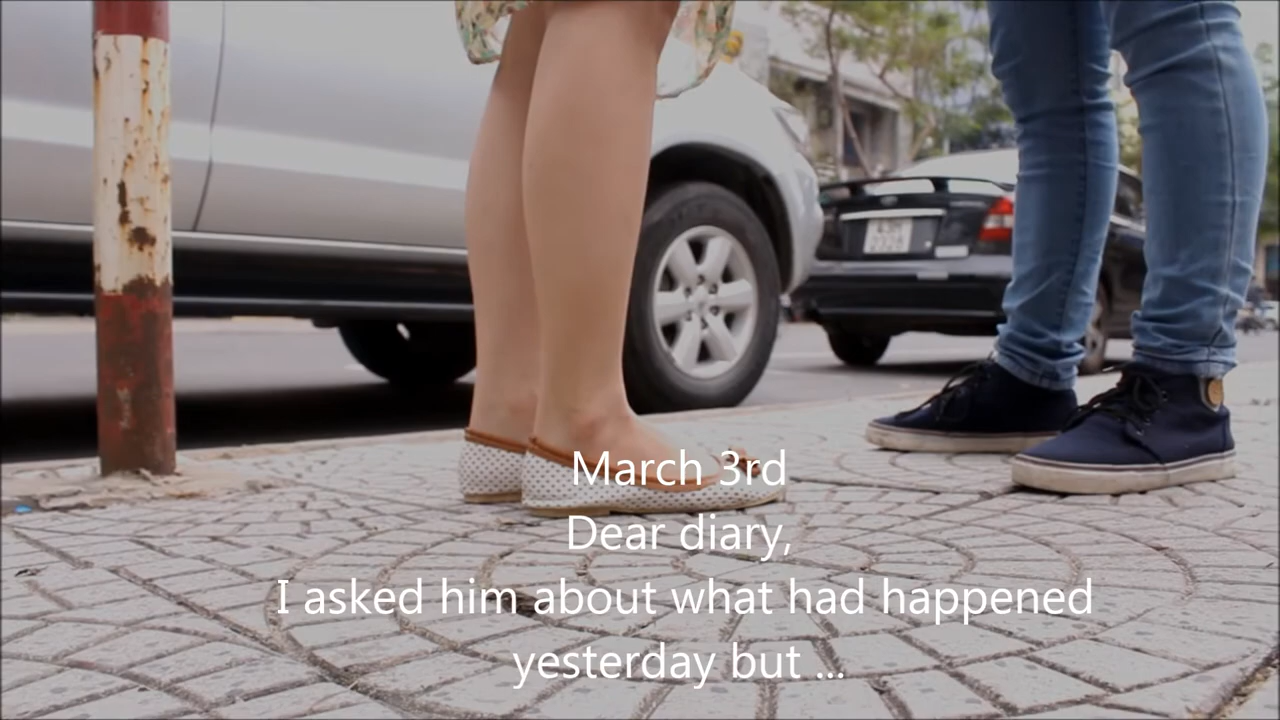 March 3rd
Dear diary,
I asked him about what had happened
yesterday but ...